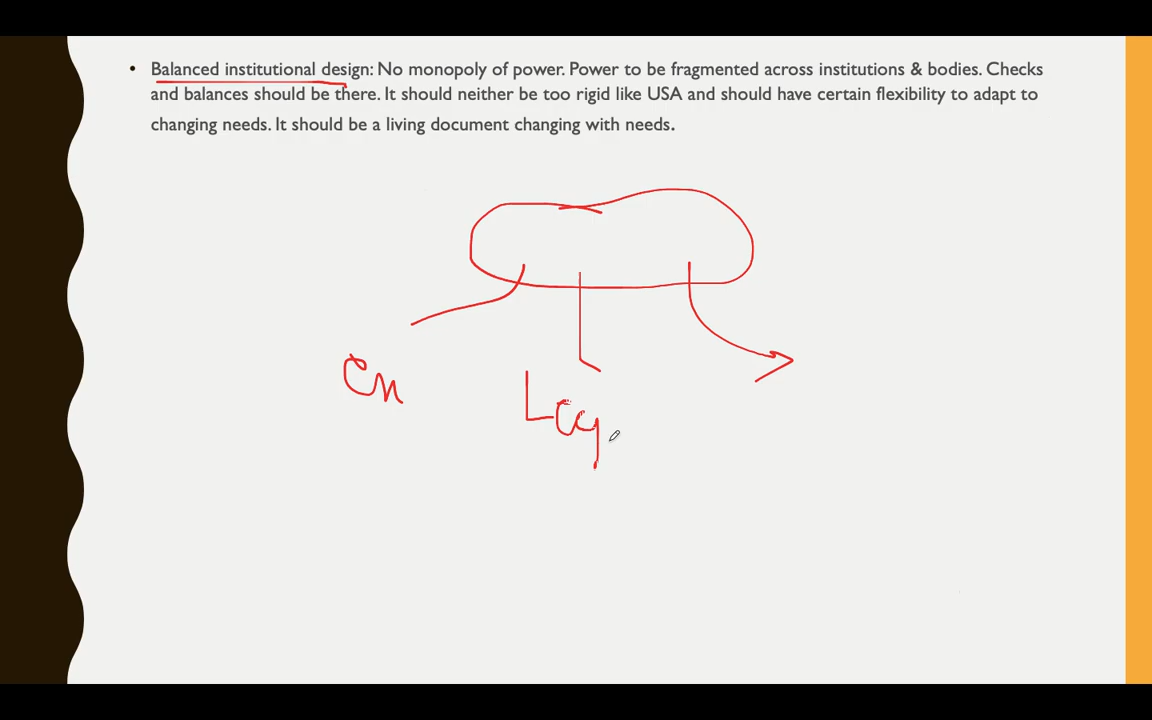 • Balanced institutional design: No monopoly of power. Power to be fragmented across institutions & bodies. Checks
and balances should be there. It should neither be too rigid like USA and should have certain flexibility to adapt to
changing needs. It should be a living document changing with needs.